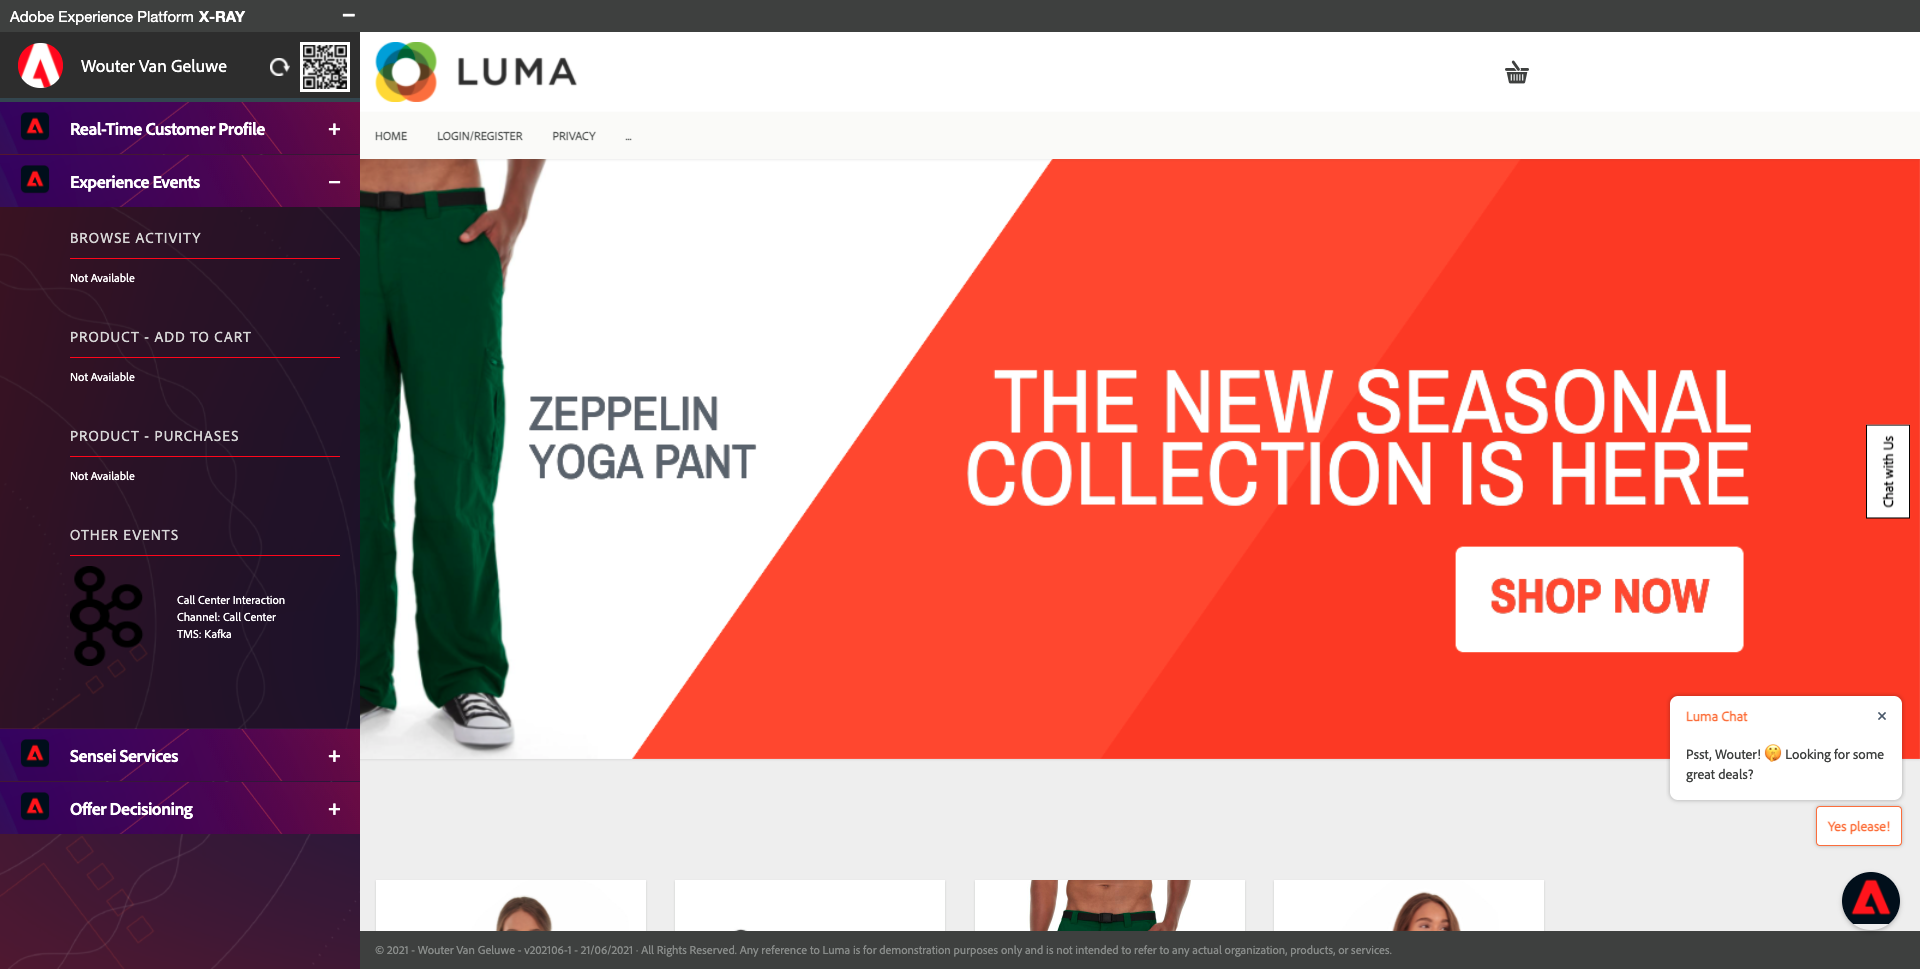 Adobe Experience Platform X-RAY
Wouter Van Geluwe
Real-Time Customer Profile
Experience Events
BROWSE ACTIVITY
Not Available
PRODUCT - ADD TO CART
Not Available
PRODUCT - PURCHASES
Not Available
OTHER EVENTS
Call Center Interaction
Channel: Call Center
TMS: Kafka
Sensei Services
Offer Decisioning
LUMA
HOME LOGIN/REGISTER PRIVACY ...
ZEPPELIN
YOGA PANT
THE NEW SEASONAL
COLLECTION IS HERE
SHOP NOW
Chat with Us
Luma Chat
Psst, Wouter! 🤫 Looking for some
great deals?
Yes please!
© 2021 - Wouter Van Geluwe - v202106-1 - 21/06/2021 · All Rights Reserved. Any reference to Luma is for demonstration purposes only and is not intended to refer to any actual organization, products, or services.